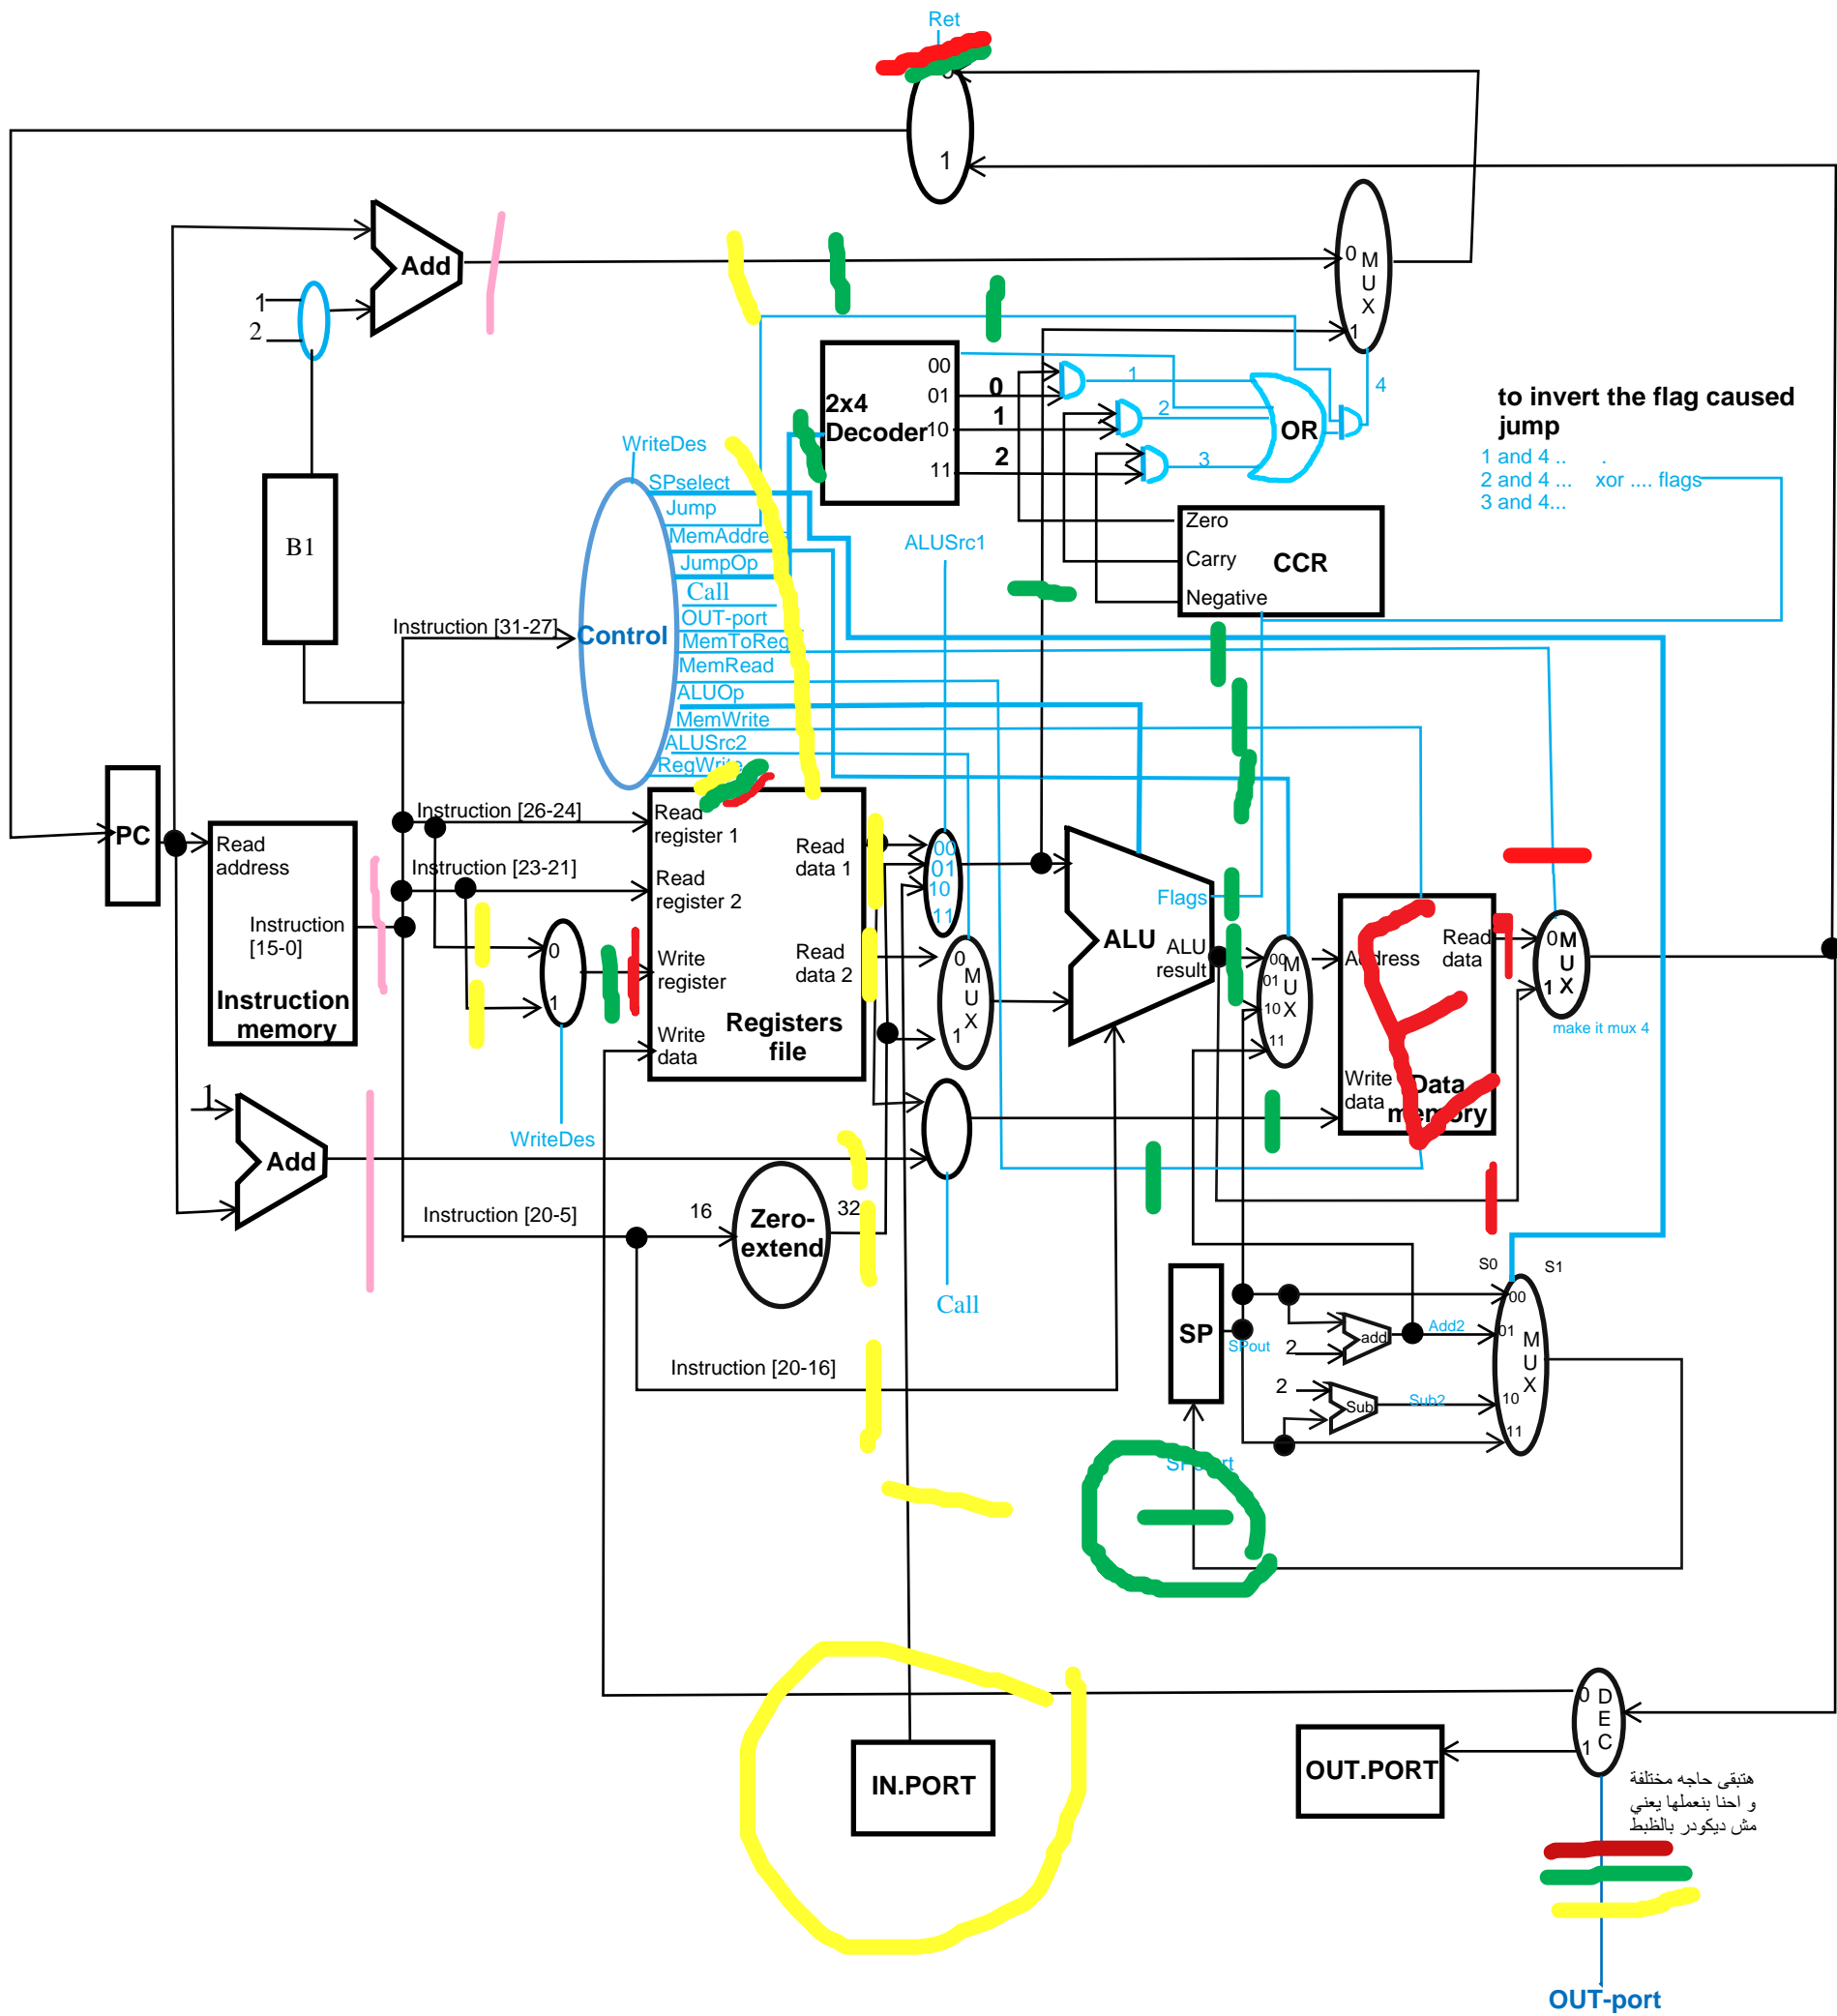 Ret
1
Add
1
2
0 M
U
X
1
4
00
01
10
11
2x4
Decoder
0
1
2
1
2
3
OR
to invert the flag caused
jump
1 and 4 .. .
2 and 4 ... xor .... flags
3 and 4...
WriteDes
SPselect
Jump
MemAddress
JumpOp
Call
OUT-port
MemToReg
MemRead
ALUOp
MemWrite
ALUSrc2
RegWrite
Control
ALUSrc1
Zero
Carry
Negative
CCR
B1
Instruction [31-27]
PC
Read
address
Instruction
[15-0]
Instruction
memory
Instruction [26-24]
Instruction [23-21]
0
1
WriteDes
Read
register 1
Read
register 2
Write
register
Write
data
Read
data 1
Read
data 2
Registers
file
00
01
10
11
0
M
U
X
1
ALU
Flags
ALU
result
00
01
10
11
M
U
X
Address
Read
data
Write
data
Data
memory
0 M
U
1 X
make it mux 4
1
Add
Instruction [20-5]
16
Zero-
extend
32
Call
Instruction [20-16]
SP
SPout
2
add
Add2
2
Sub
Sub2
S0
S1
00
01
10
11
M
U
X
IN.PORT
OUT.PORT
0 D
E
1 C
هتبقى حاجه مختلفة
و احنا بنعملها يعني
مش ديكودر بالظبط
OUT-port